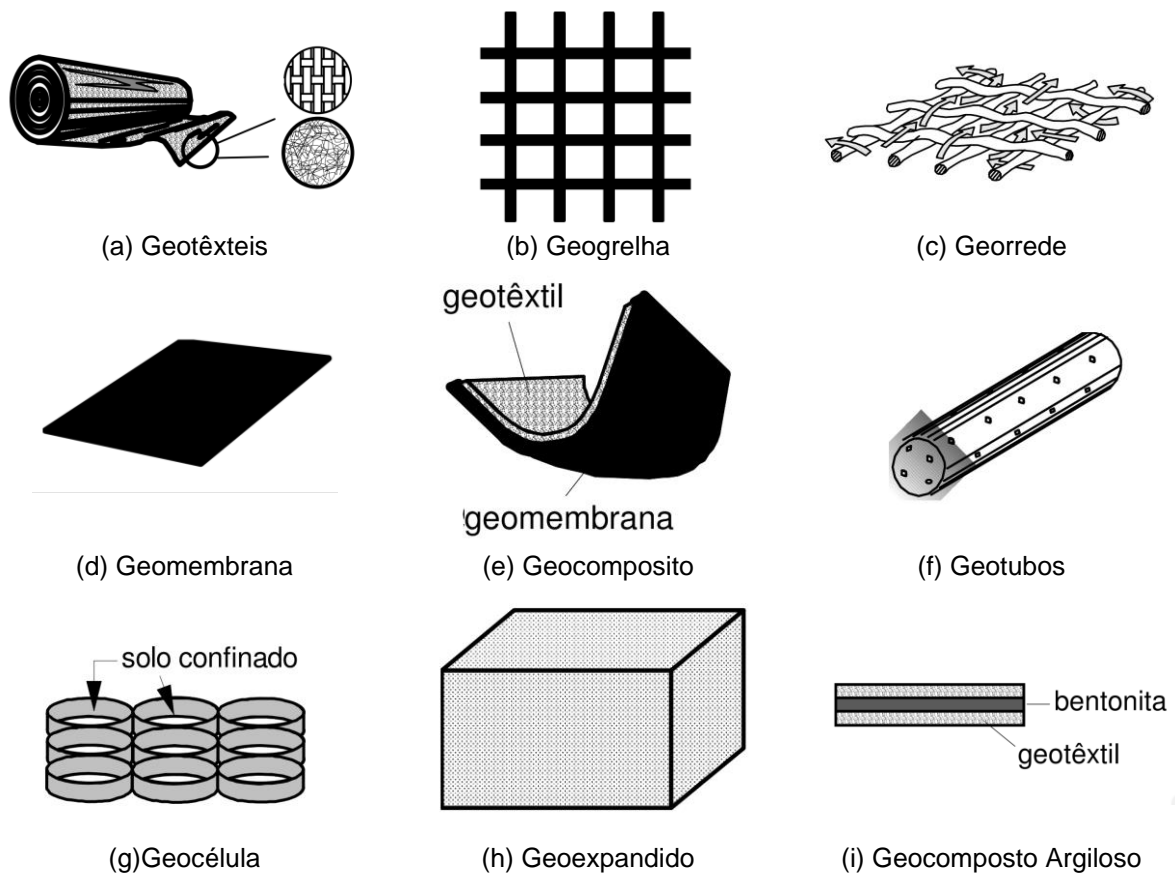 (a) Geotêxteis
(b) Geogrelha
(c) Georrede
geotêxtil
geomembrana
(d) Geomembrana
(e) Geocomposito
(f) Geotubos
solo confinado
bentonita
geotêxtil
(g)Geocélula
(h) Geoexpandido
(i) Geocomposto Argiloso